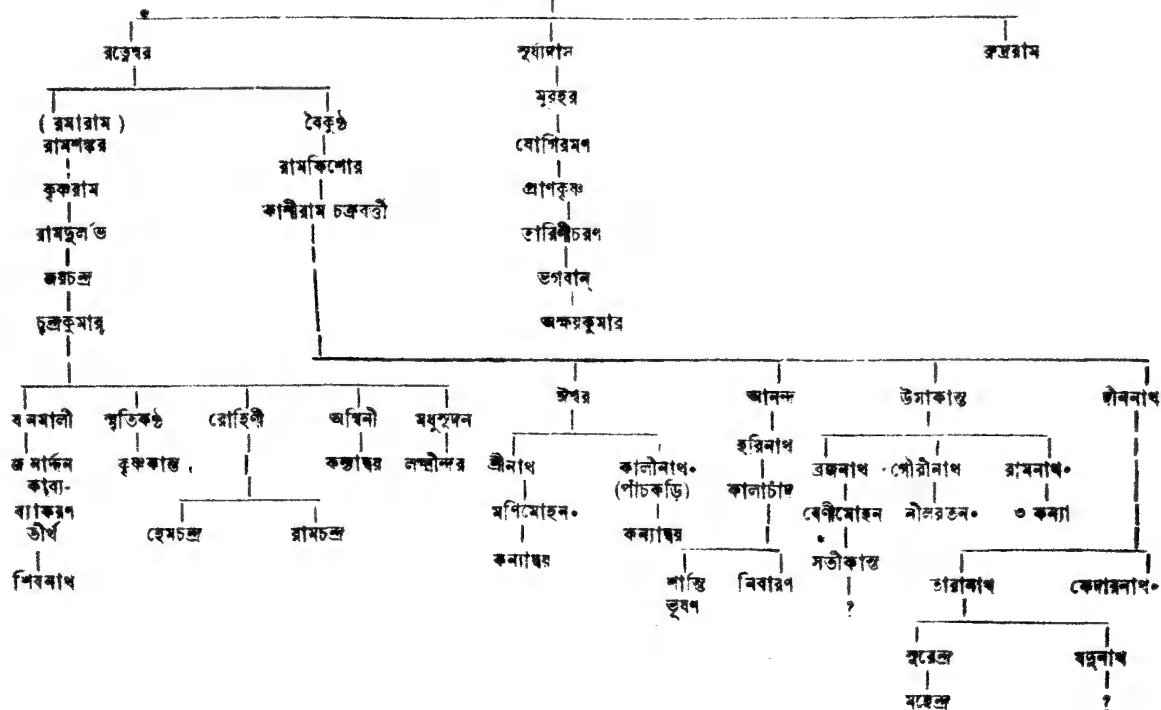 রত্নেশ্বর সূর্যাদাস রুদ্ররাম
মুরহর
( রমারাম ) বৈকুণ্ঠ
রামশঙ্কর যোগিরমণ
রামকিশোর
কৃষ্ণরাম প্রাণকৃষ্ণ
কাশীরাম চক্রবর্ত্তী
রামদুর্লভ তারিণীচরণ
জয়চন্দ্র ভগবান্
চন্দ্রকুমার অক্ষয়কুমার
বনমালী স্মৃতিকণ্ঠ রোহিণী অশ্বিনী মধুসূদন ঈশ্বর আনন্দ উমাকান্ত দীননাথ
জনার্দ্দন কৃষ্ণকান্ত কন্যাদ্বয় লক্ষ্মীন্দর শ্রীনাথ কালীনাথ* হরিনাথ ব্রজনাথ গৌরীনাথ রামনাথ*
কাব্য- (পাঁচকড়ি) কালাচাঁদ
ব্যাকরণ মণিমোহন* বেণীমোহন নীলরতন* ৩ কন্যা
তীর্থ হেমচন্দ্র রামচন্দ্র কন্যাদ্বয়
কন্যাদ্বয় সতীকান্ত
শিবনাথ শান্তি নিবারণ তারানাথ কেদারনাথ*
ভূষণ ?
সুরেন্দ্র যদুনাথ
মহেন্দ্র ?